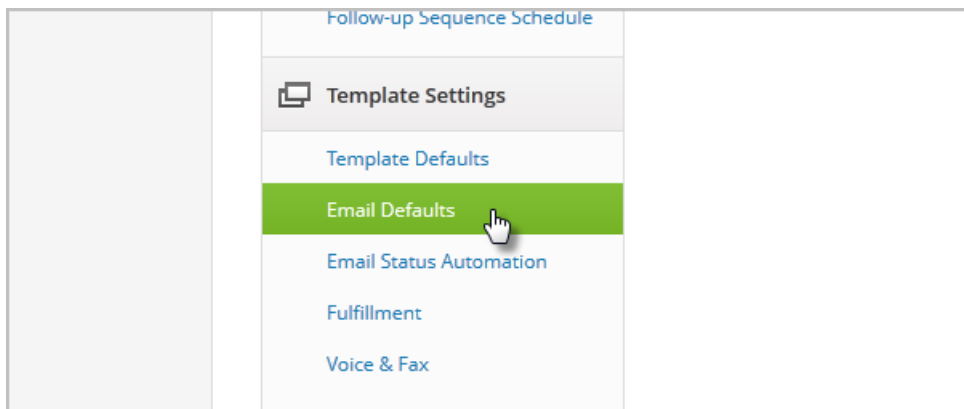 Follow-up Sequence Schedule
Template Settings
Template Defaults
Email Defaults
Email Status Automation
Fulfillment
Voice & Fax